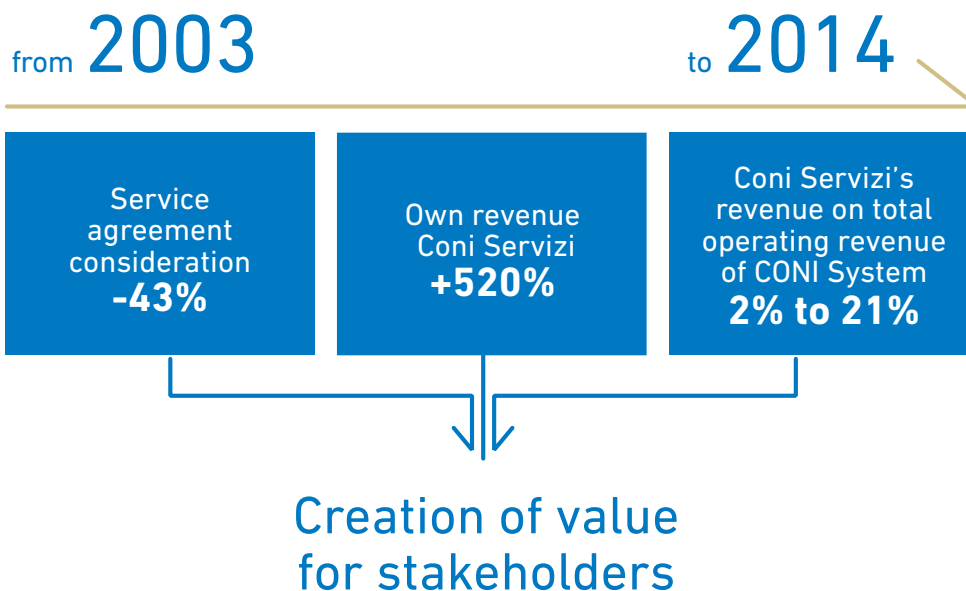 from 2003
to 2014
Service
agreement
consideration
-43%
Own revenue
Coni Servizi
+520%
Coni Servizi's
revenue on total
operating revenue
of CONI System
2% to 21%
Creation of value
for stakeholders